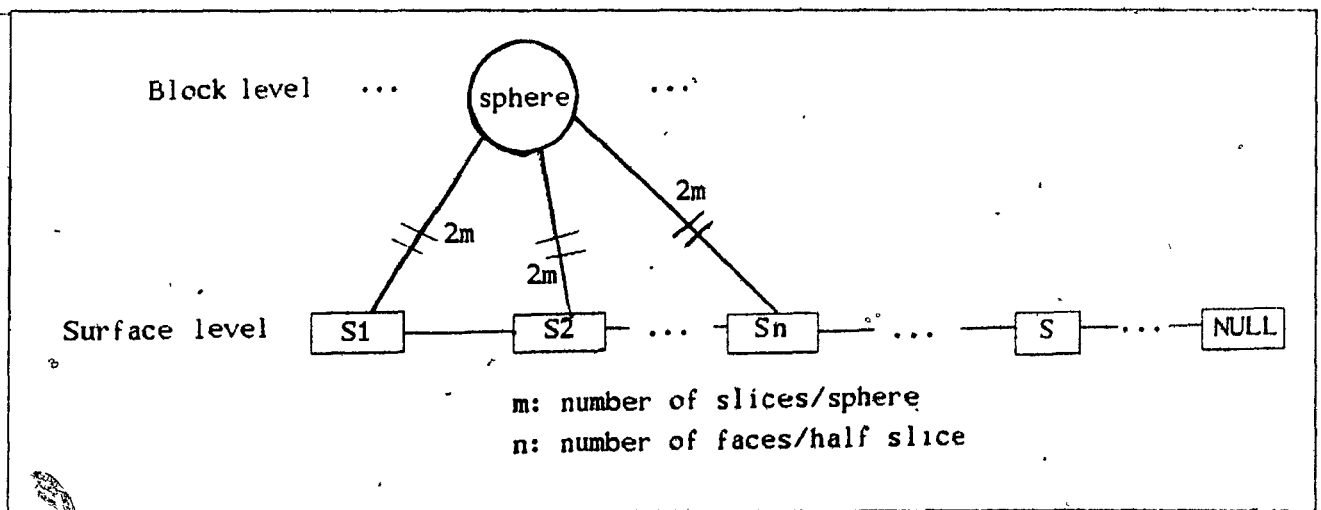 Block level ... sphere ...
2m
2m
2m
Surface level S1 S2 ... Sn ... S ... NULL
m: number of slices/sphere
n: number of faces/half slice